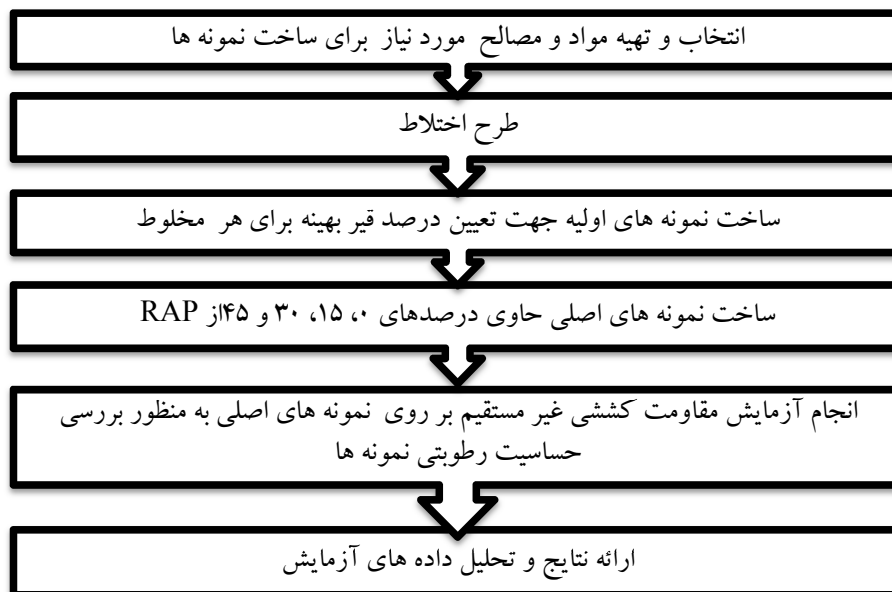 انتخاب و تهیه مواد و مصالح مورد نیاز برای ساخت نمونه ها
طرح اختلاط
ساخت نمونه های اولیه جهت تعیین درصد قیر بهینه برای هر مخلوط
ساخت نمونه های اصلی حاوی درصدهای ۰، ۱۵، ۳۰ و ۴۵از RAP
انجام آزمایش مقاومت کششی غیر مستقیم بر روی نمونه های اصلی به منظور بررسی
حساسیت رطوبتی نمونه ها
ارائه نتایج و تحلیل داده های آزمایش